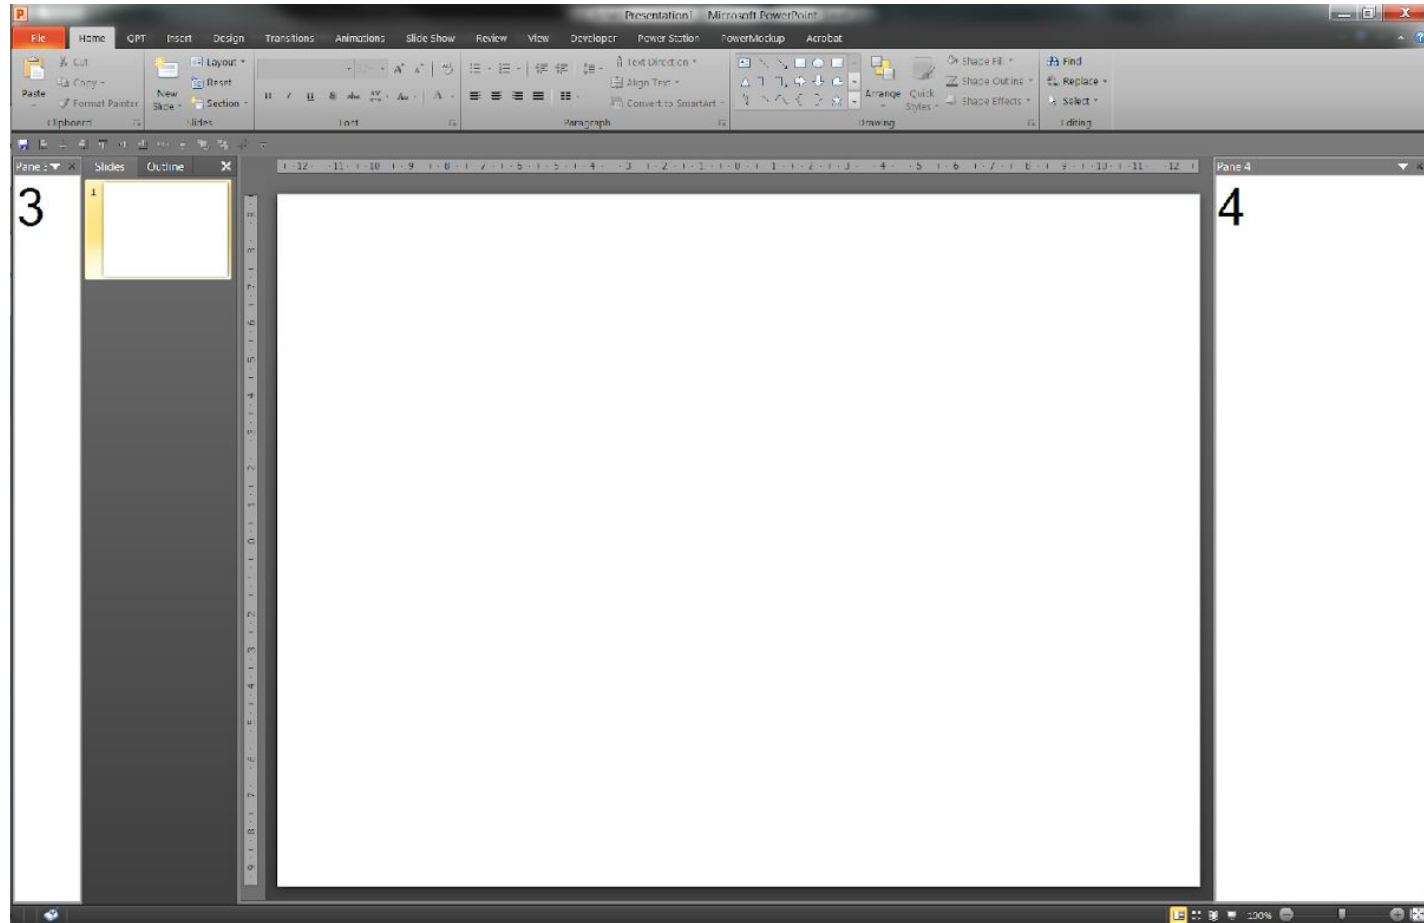 Presentation1 Microsoft PowerPoint
File Home GPT Insert Design Transitions Animations Slide Show Review View Developer Power Station PowerMockup Acrobat
Cut Layout Text Direction Shape Fill Find
Copy Reset Align Text Shape Outline Replace
Paste Format Painter New Slide Section Convert to SmartArt Arrange Quick Styles Shape Effects Select
Clipboard Slides Font Paragraph Drawing Editing
Slides Outline Pane 4
3
1
4
100%